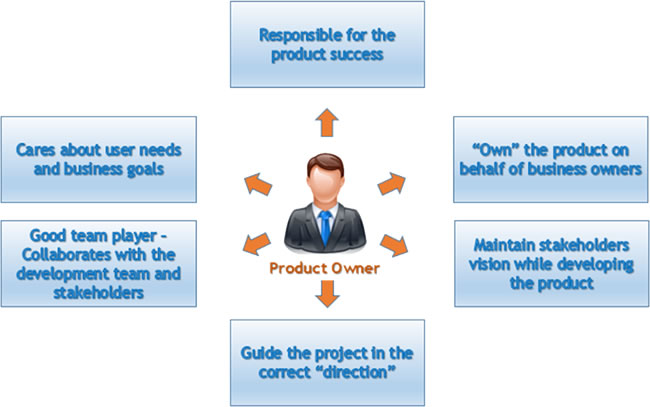 Responsible for the
product success
Cares about user needs
and business goals
“Own” the product on
behalf of business owners
Good team player –
Collaborates with the
development team and
stakeholders
Product Owner
Maintain stakeholders
vision while developing
the product
Guide the project in the
correct “direction”